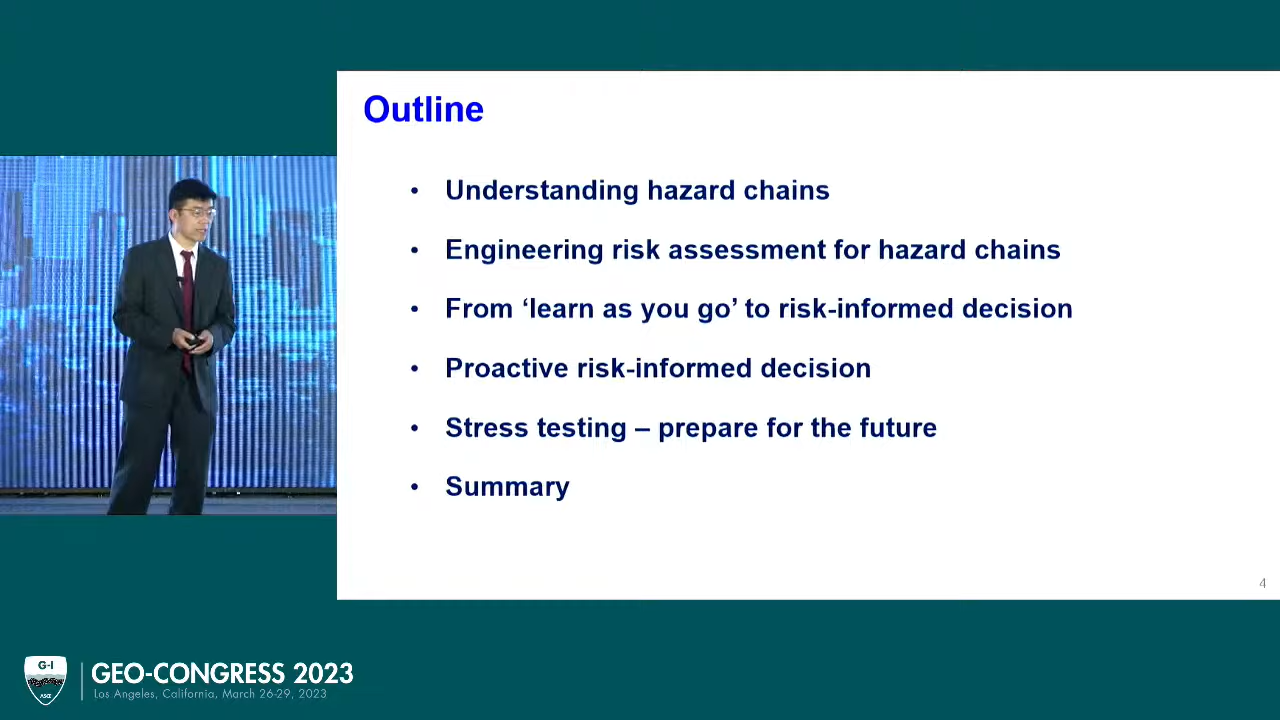 Outline
• Understanding hazard chains
• Engineering risk assessment for hazard chains
• From ‘learn as you go’ to risk-informed decision
• Proactive risk-informed decision
• Stress testing – prepare for the future
• Summary
4
G-I
ASCE
GEO-CONGRESS 2023
Los Angeles, California, March 26-29, 2023